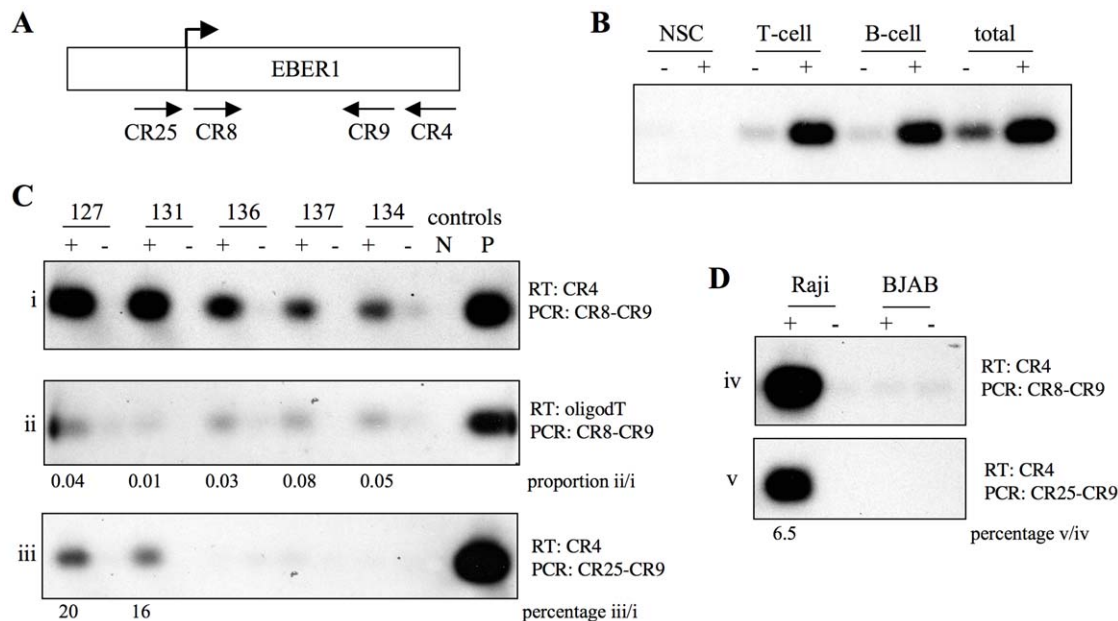 A
EBER1
CR25 CR8 CR9 CR4
B
NSC T-cell B-cell total
- + - + - + - +
C
127 131 136 137 134 controls
+ - + - + - + - + - N P
i
RT: CR4
PCR: CR8-CR9
ii
RT: oligodT
PCR: CR8-CR9
0.04 0.01 0.03 0.08 0.05 proportion ii/i
iii
RT: CR4
PCR: CR25-CR9
20 16 percentage iii/i
D
Raji BJAB
+ - + -
iv
RT: CR4
PCR: CR8-CR9
v
RT: CR4
PCR: CR25-CR9
6.5 percentage v/iv